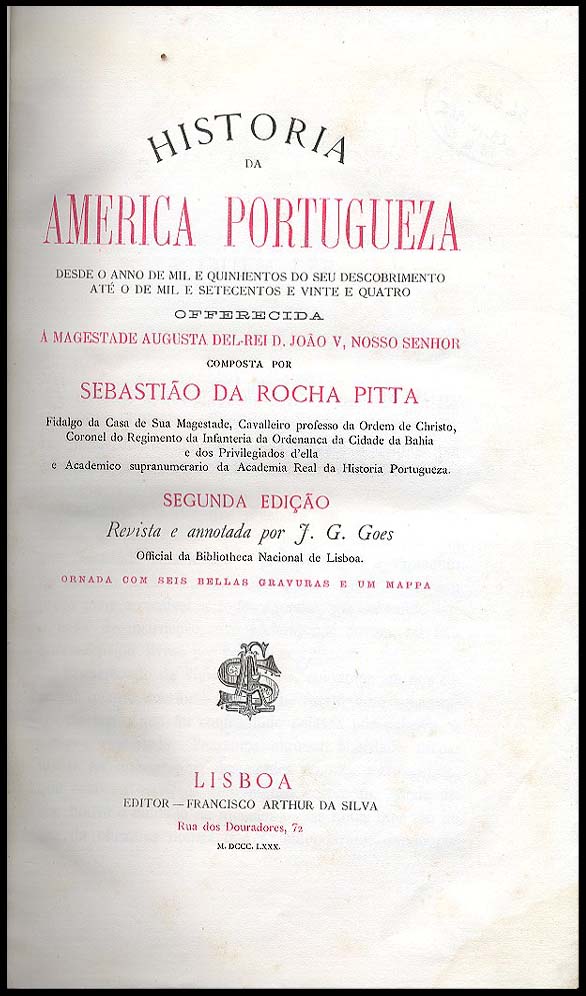 HISTORIA
DA
AMERICA PORTUGUEZA
DESDE O ANNO DE MIL E QUINHENTOS DO SEU DESCOBRIMENTO
ATÉ O DE MIL E SETECENTOS E VINTE E QUATRO
OFFERECIDA
Á MAGESTADE AUGUSTA DEL-REI D. JOÃO V, NOSSO SENHOR
COMPOSTA POR
SEBASTIÃO DA ROCHA PITTA
Fidalgo da Casa de Sua Magestade, Cavalleiro professo da Ordem de Christo,
Coronel do Regimento da Infanteria da Ordenanca da Cidade da Bahia
e dos Privilegiados d'ella
e Academico supranumerario da Academia Real da Historia Portugueza.
SEGUNDA EDIÇÃO
Revista e annotada por J. G. Goes
Official da Bibliotheca Nacional de Lisboa.
ORNADA COM SEIS BELLAS GRAVURAS E UM MAPPA
LISBOA
EDITOR — FRANCISCO ARTHUR DA SILVA
Rua dos Douradores, 72
M. DCCC. LXXX.